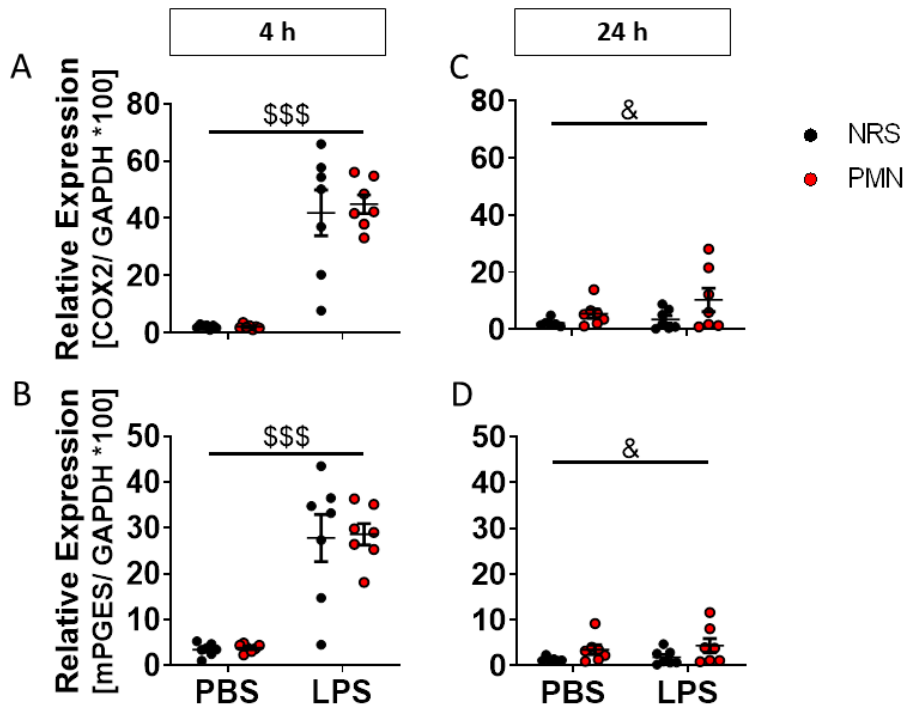 4 h
24 h
A
Relative Expression
[COX2/ GAPDH *100]
80
60
40
20
0
$$$
C
80
60
40
20
0
&
NRS
PMN
B
Relative Expression
[mPGES/ GAPDH *100]
50
40
30
20
10
0
$$$
PBS LPS
D
50
40
30
20
10
0
&
PBS LPS